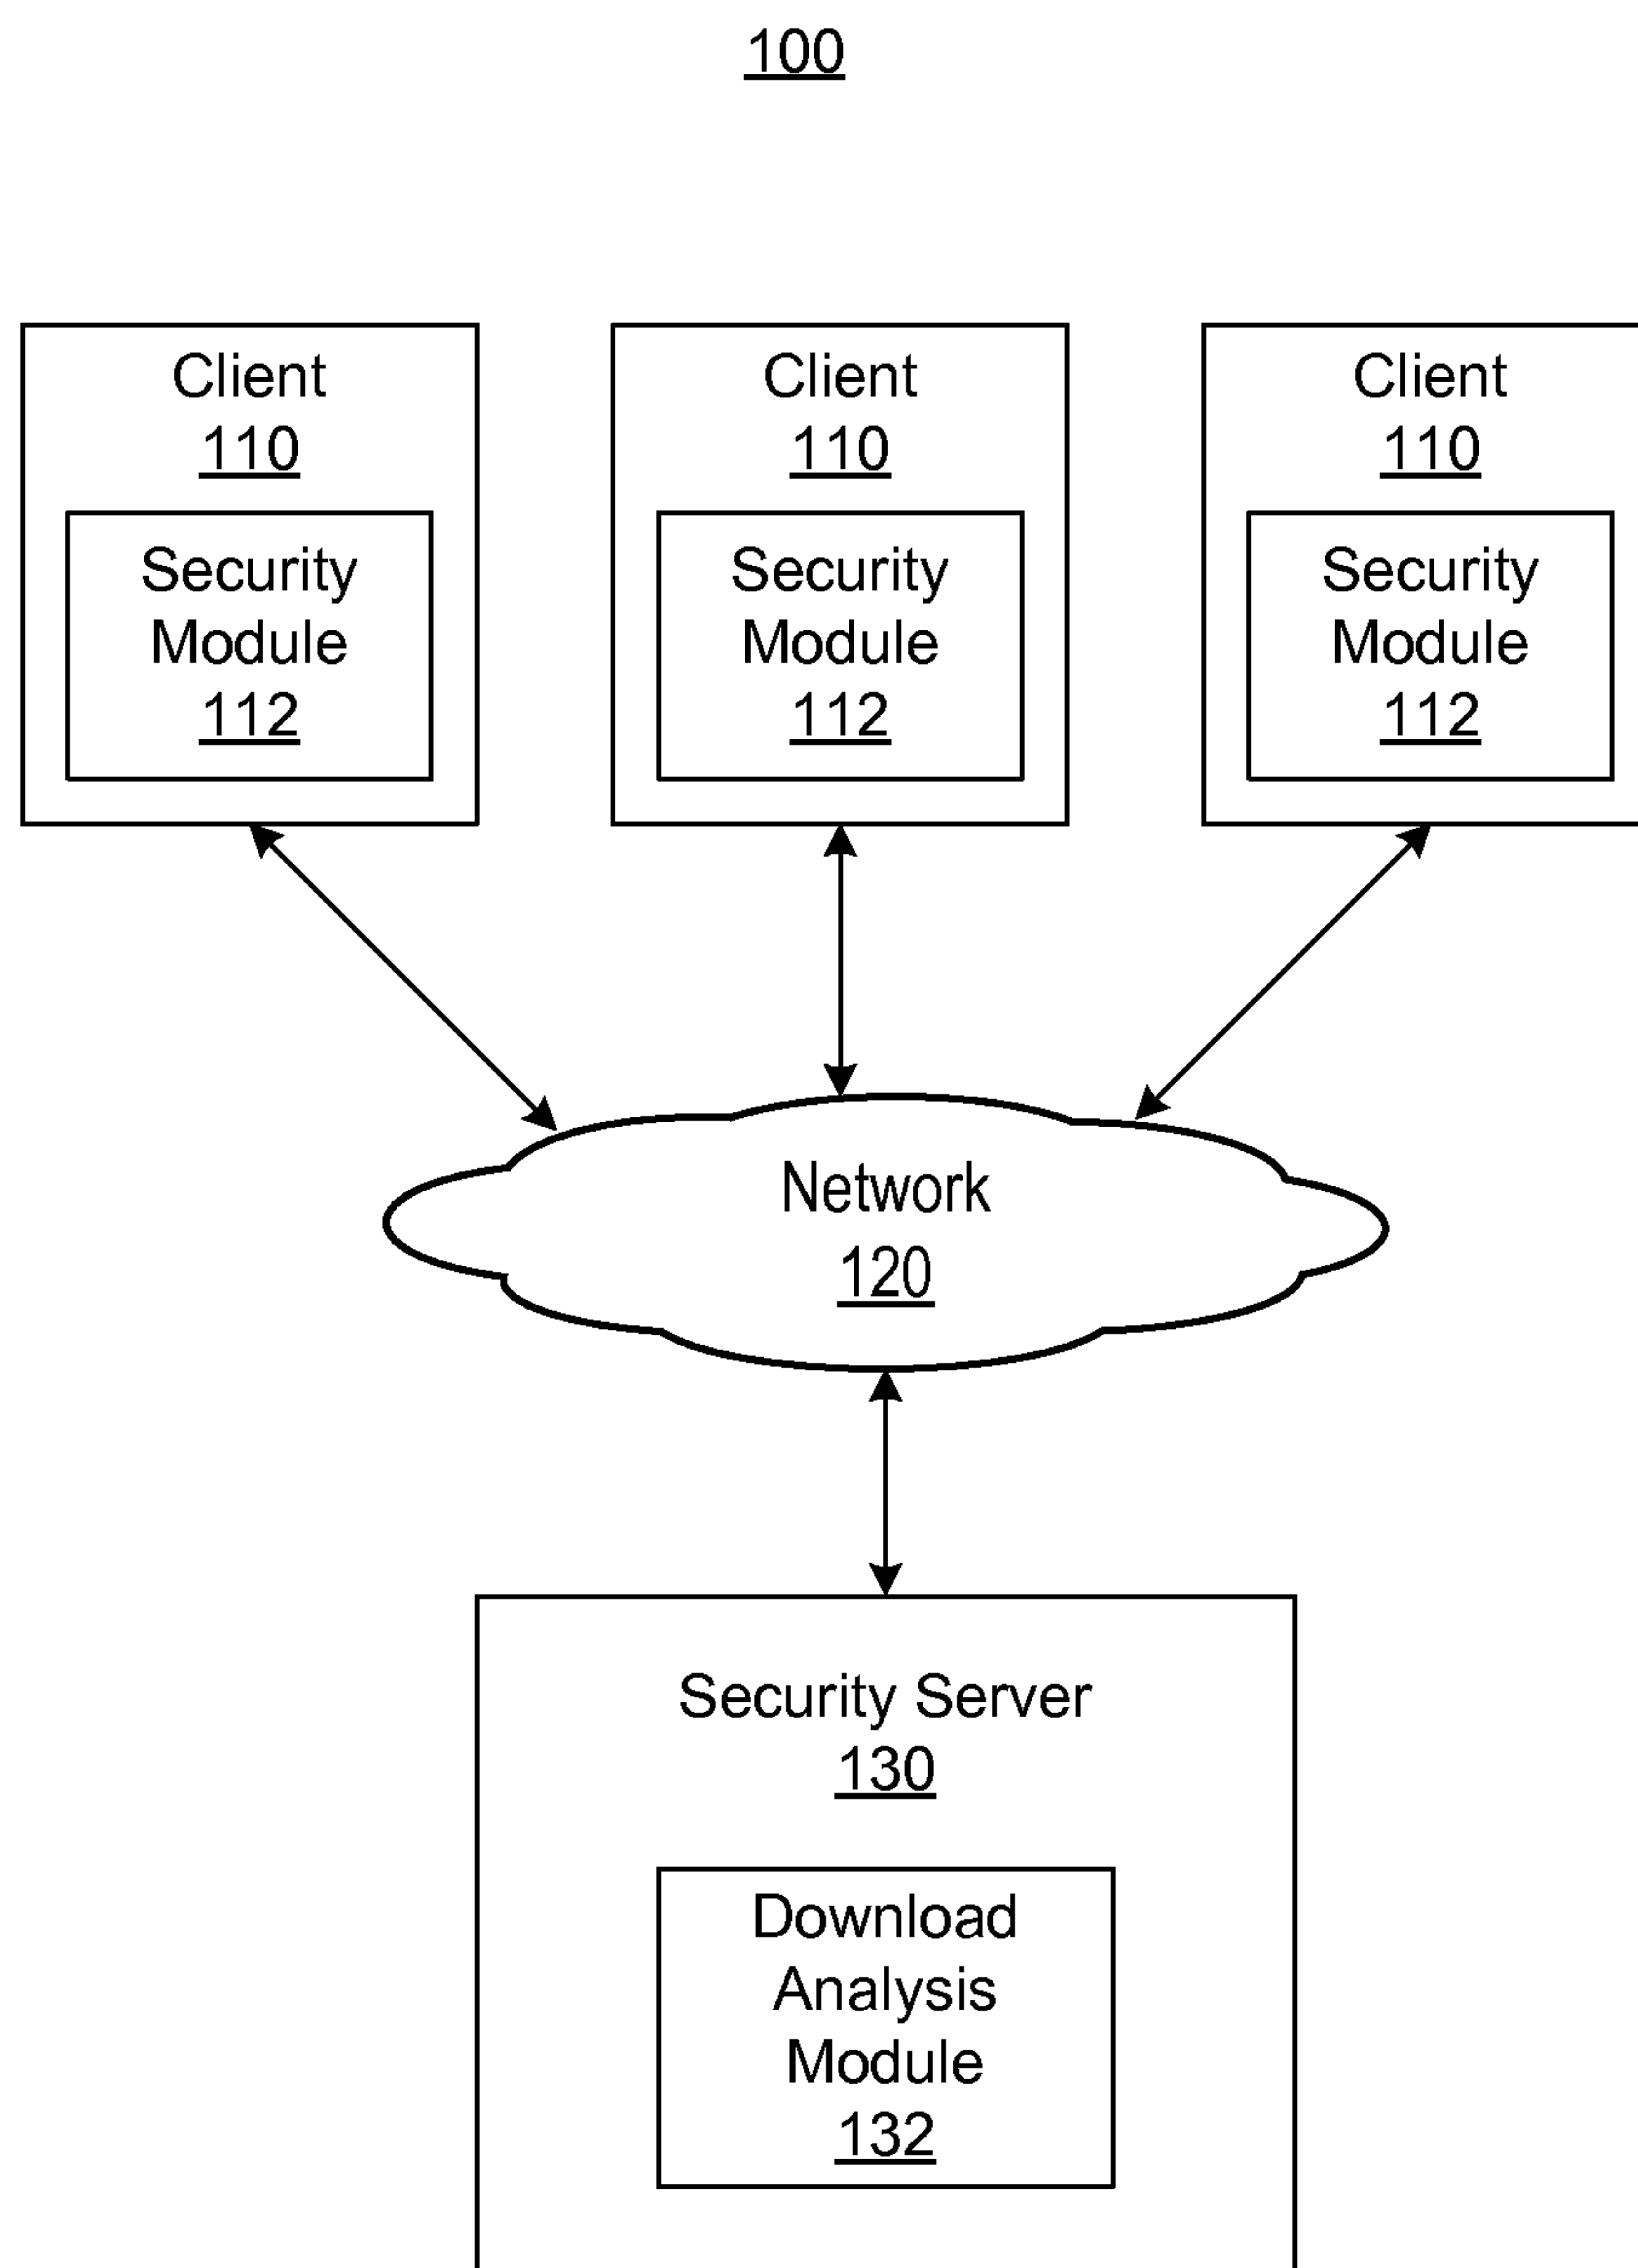 100
Client
110
Security
Module
112
Client
110
Security
Module
112
Client
110
Security
Module
112
Network
120
Security Server
130
Download
Analysis
Module
132